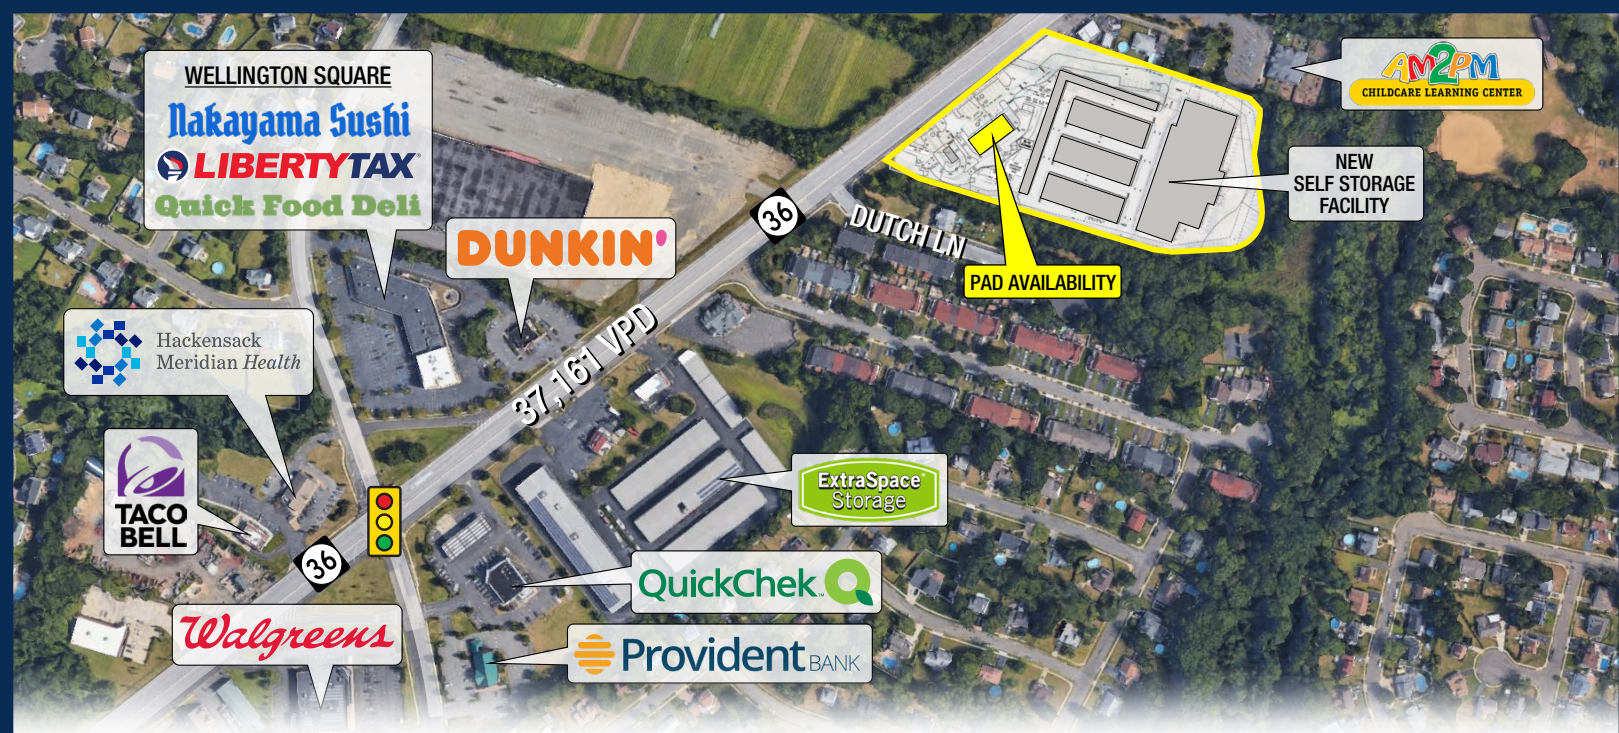 WELLINGTON SQUARE
Nakayama Sushi
LIBERTYTAX
Quick Food Deli
AM2PM
CHILDCARE LEARNING CENTER
NEW
SELF STORAGE
FACILITY
36
DUTCH LN
PAD AVAILABILITY
DUNKIN'
37,161 VPD
Hackensack
Meridian Health
TACO
BELL
ExtraSpace
Storage
36
QuickChek
Walgreens
Provident BANK